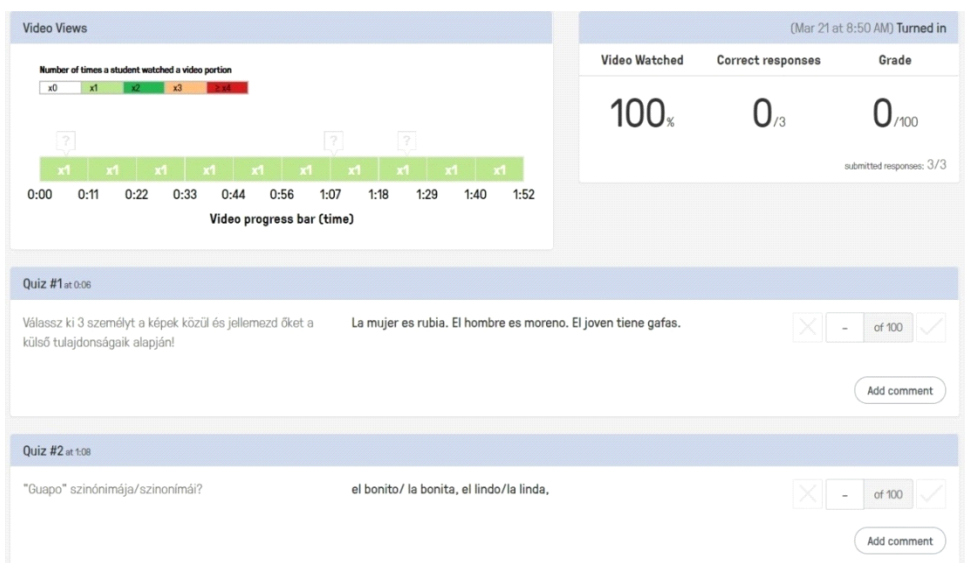 Video Views
Number of times a student watched a video portion
x0 x1 x2 x3 ≥x4
? ? ?
x1 x1 x1 x1 x1 x1 x1 x1 x1 x1
0:00 0:11 0:22 0:33 0:44 0:56 1:07 1:18 1:29 1:40 1:52
Video progress bar (time)
(Mar 21 at 8:50 AM) Turned in
Video Watched Correct responses Grade
100% 0/3 0/100
submitted responses: 3/3
Quiz #1 at 0:06
Válassz ki 3 személyt a képek közül és jellemezd őket a
külső tulajdonságaik alapján!
La mujer es rubia. El hombre es moreno. El joven tiene gafas.
- of 100
Add comment
Quiz #2 at 1:08
"Guapo" szinónimája/szinonímái?
el bonito/ la bonita, el lindo/la linda,
- of 100
Add comment